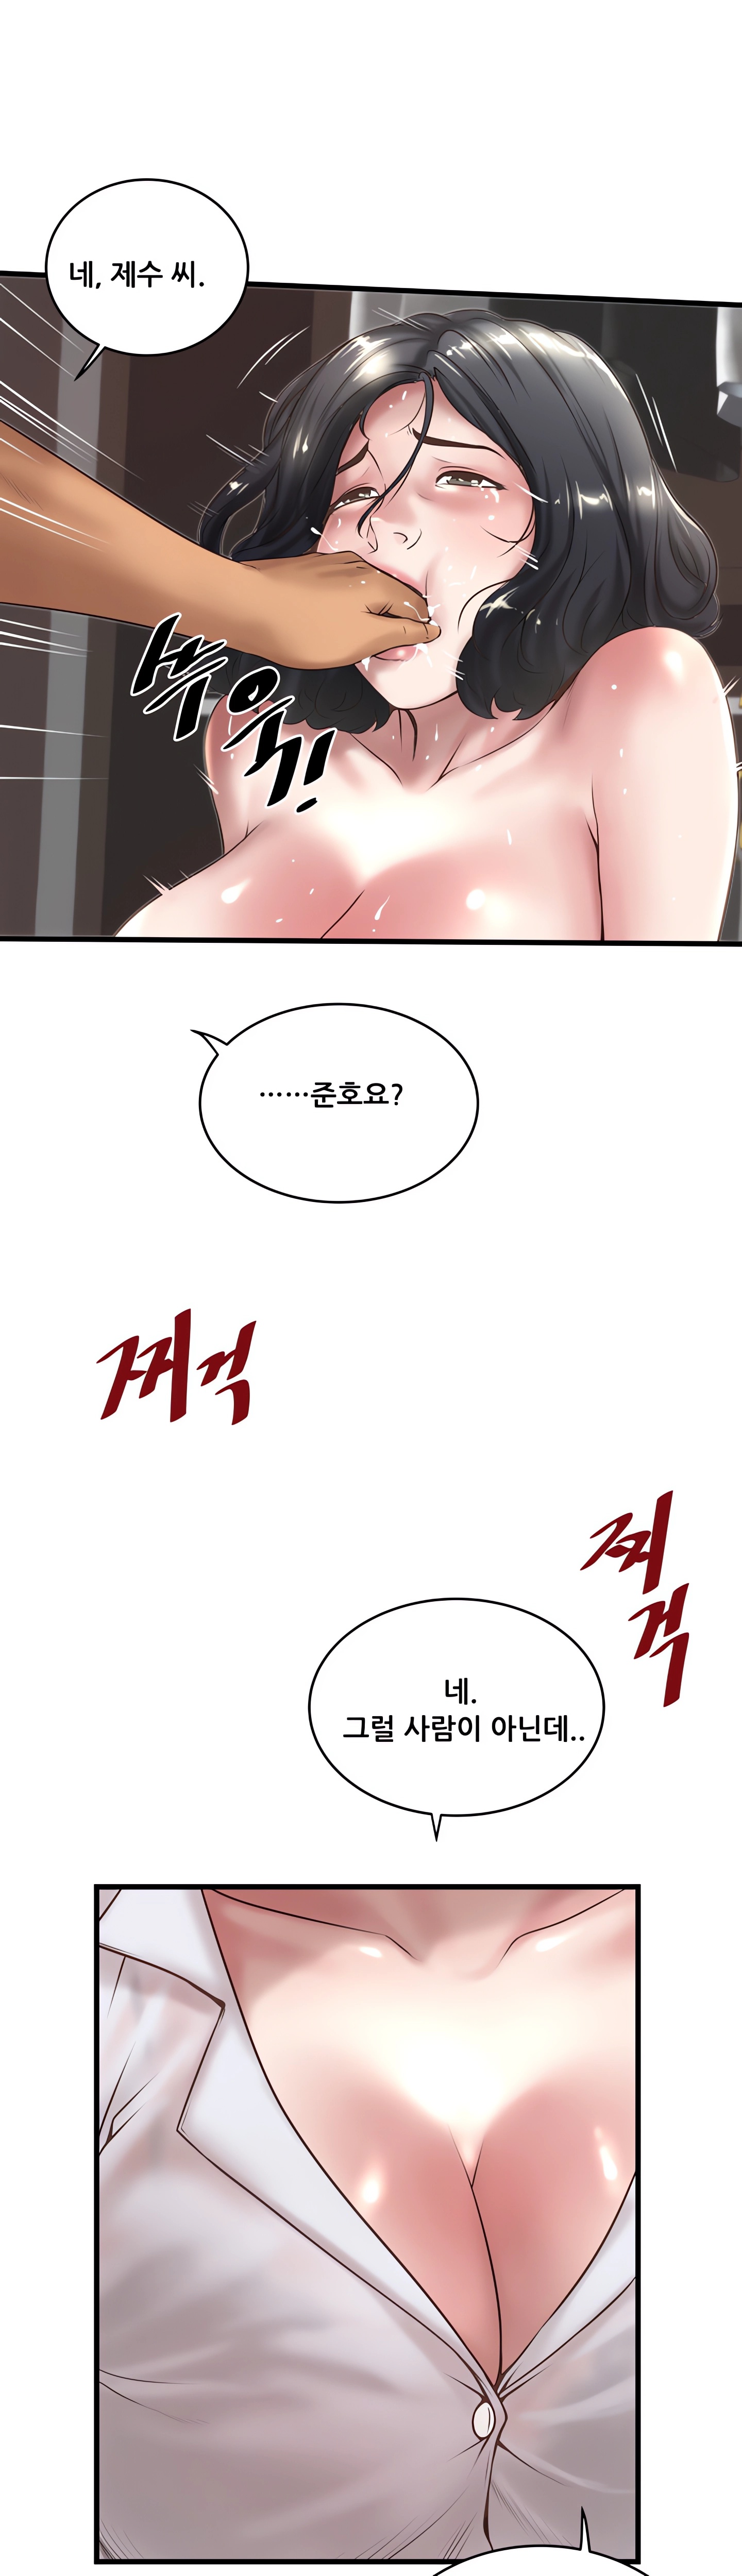 네, 제수 씨.
쑤욱!
……준호요?
쩌걱
쩌걱
네.
그럴 사람이 아닌데..